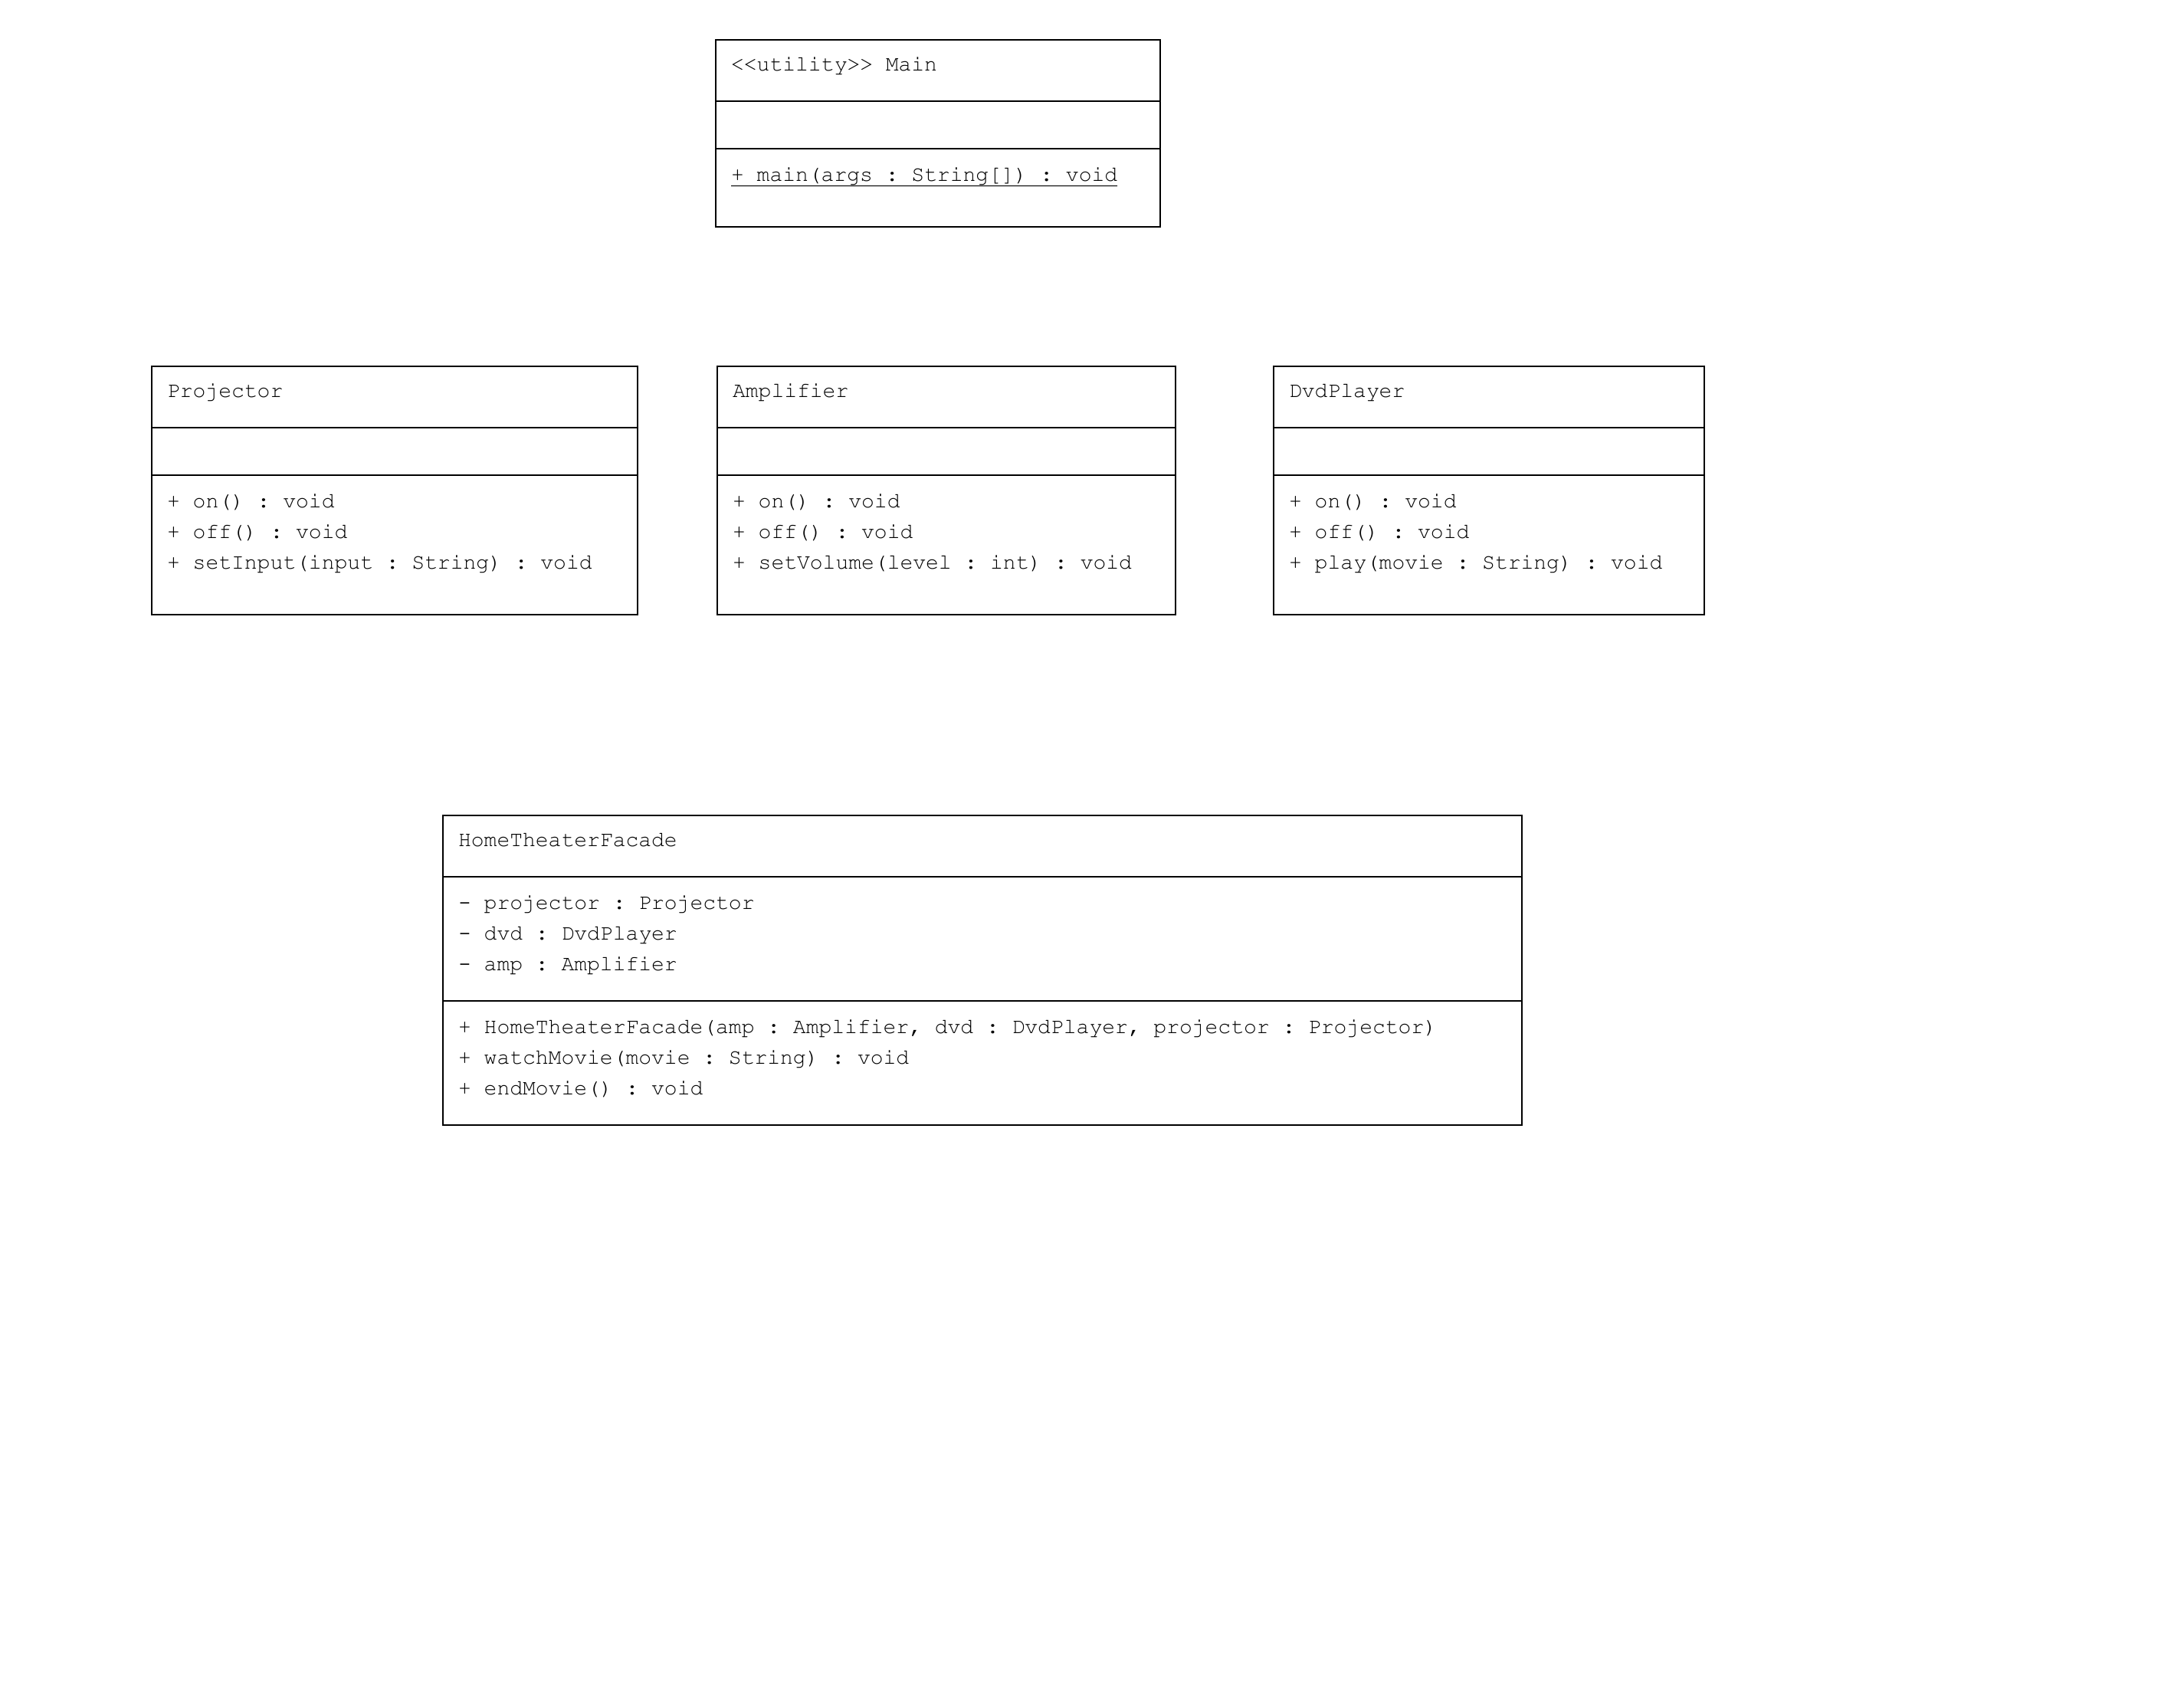 <<utility>> Main
+ main(args : String[]) : void
Projector
+ on() : void
+ off() : void
+ setInput(input : String) : void
Amplifier
+ on() : void
+ off() : void
+ setVolume(level : int) : void
DvdPlayer
+ on() : void
+ off() : void
+ play(movie : String) : void
HomeTheaterFacade
- projector : Projector
- dvd : DvdPlayer
- amp : Amplifier
+ HomeTheaterFacade(amp : Amplifier, dvd : DvdPlayer, projector : Projector)
+ watchMovie(movie : String) : void
+ endMovie() : void